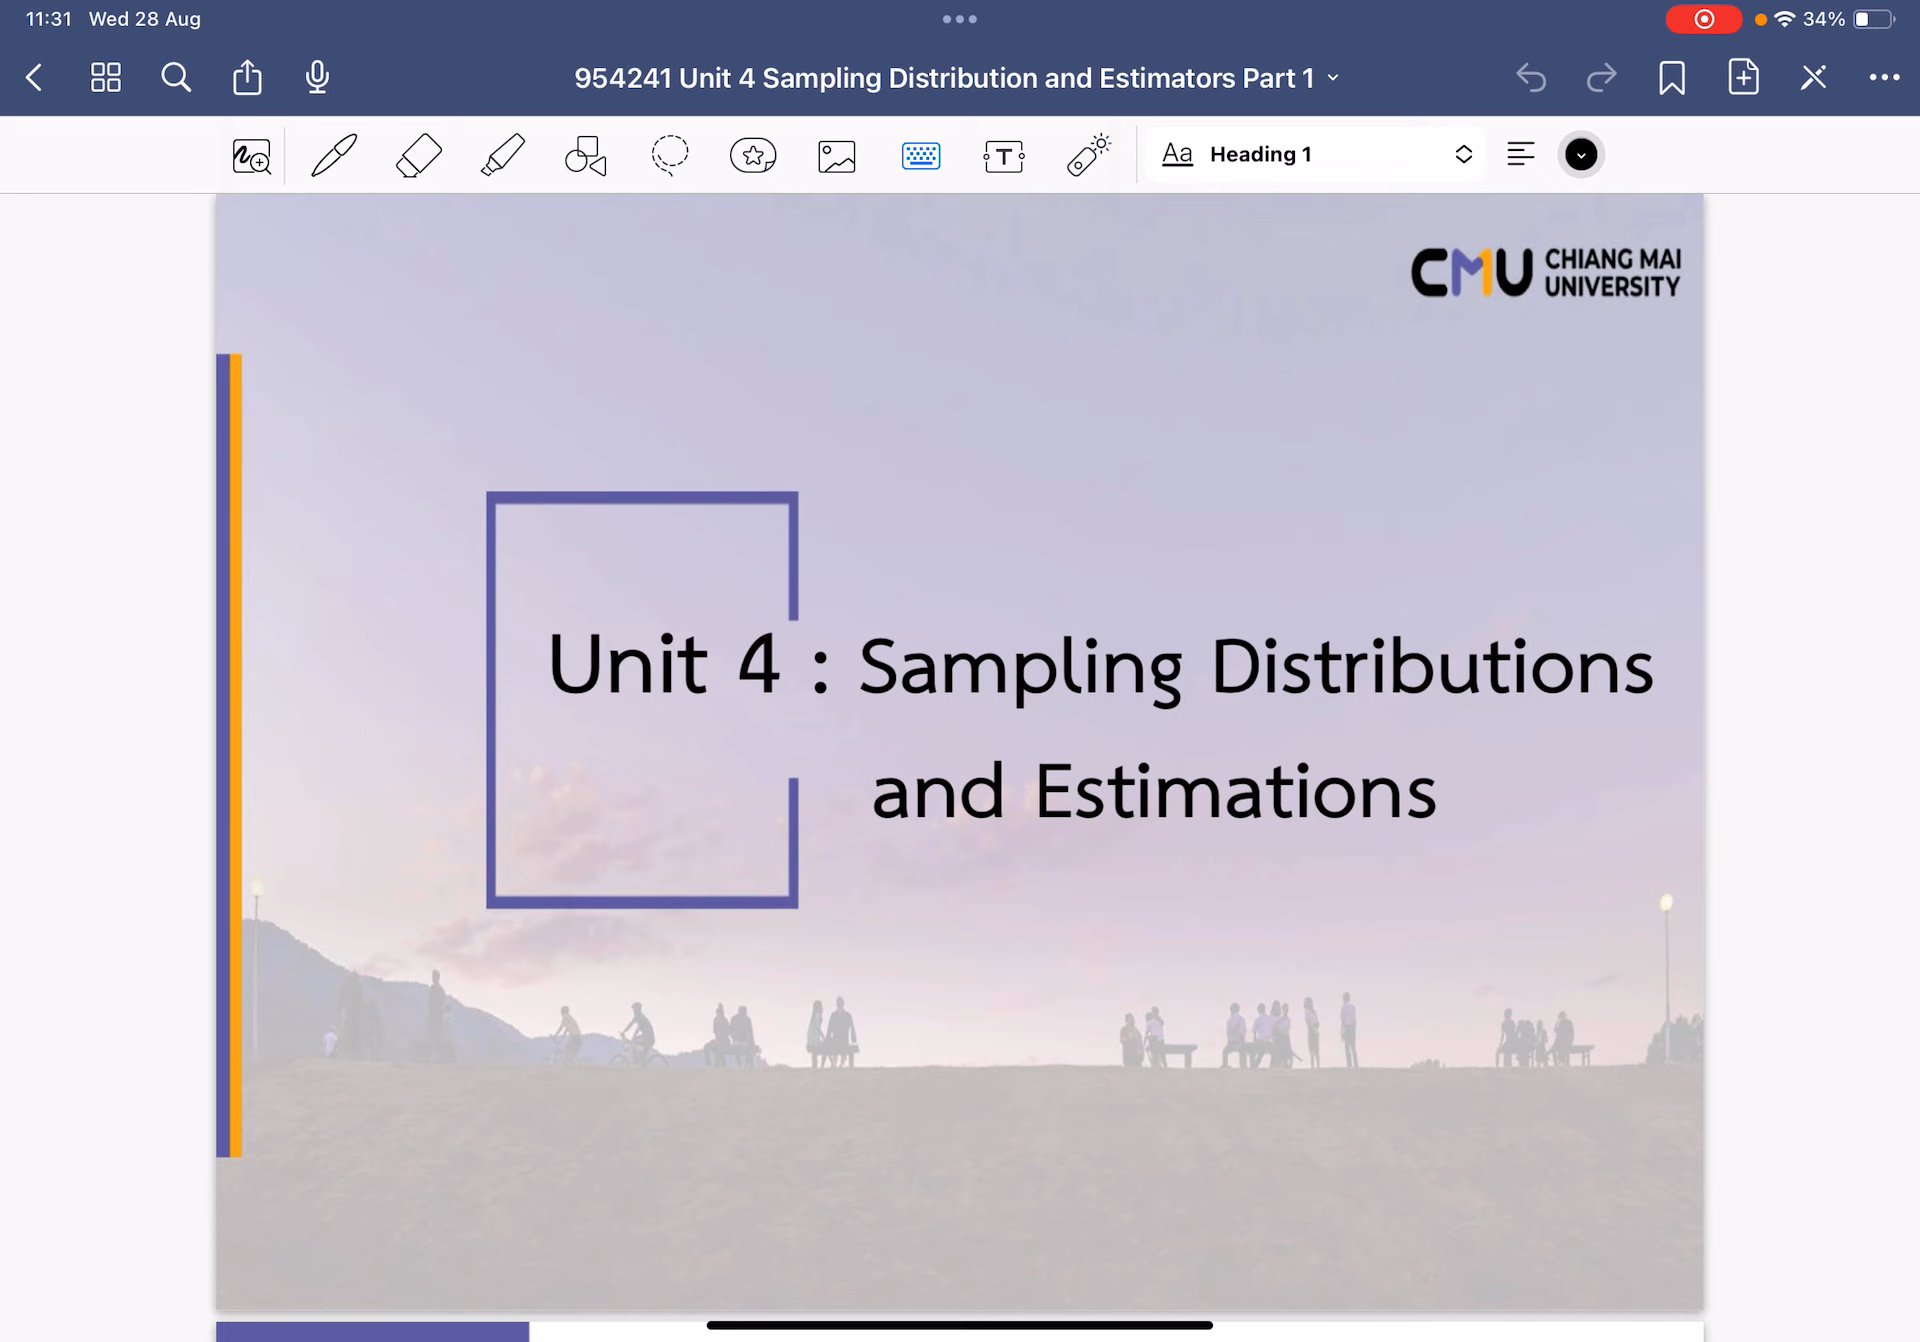 11:31 Wed 28 Aug
34%
954241 Unit 4 Sampling Distribution and Estimators Part 1
T
Aa Heading 1
CMU CHIANG MAI
UNIVERSITY
Unit 4 : Sampling Distributions
and Estimations